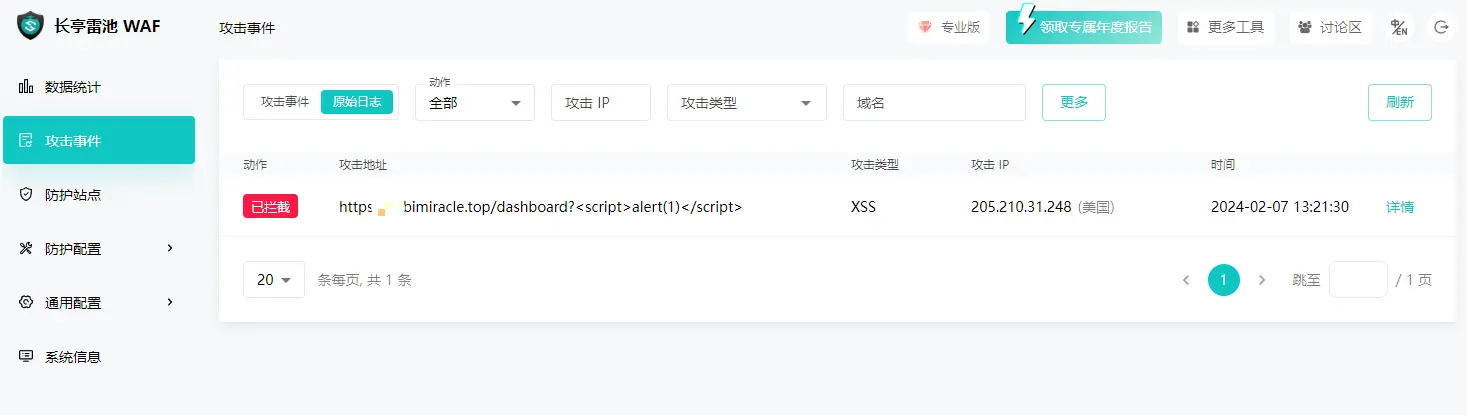 长亭雷池 WAF
攻击事件
专业版
领取专属年度报告
更多工具
讨论区
中/EN
数据统计
攻击事件
防护站点
防护配置
通用配置
系统信息
攻击事件 原始日志
动作
全部
攻击 IP
攻击类型
域名
更多
刷新
动作 攻击地址 攻击类型 攻击 IP 时间
已拦截 https bimiracle.top/dashboard?<script>alert(1)</script> XSS 205.210.31.248 (美国) 2024-02-07 13:21:30 详情
20 条每页, 共 1 条 1 跳至 / 1 页